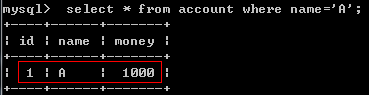 mysql>  select * from account where name='A';
+----+------+-------+
| id | name | money |
+----+------+-------+
|  1 | A    |  1000 |
+----+------+-------+